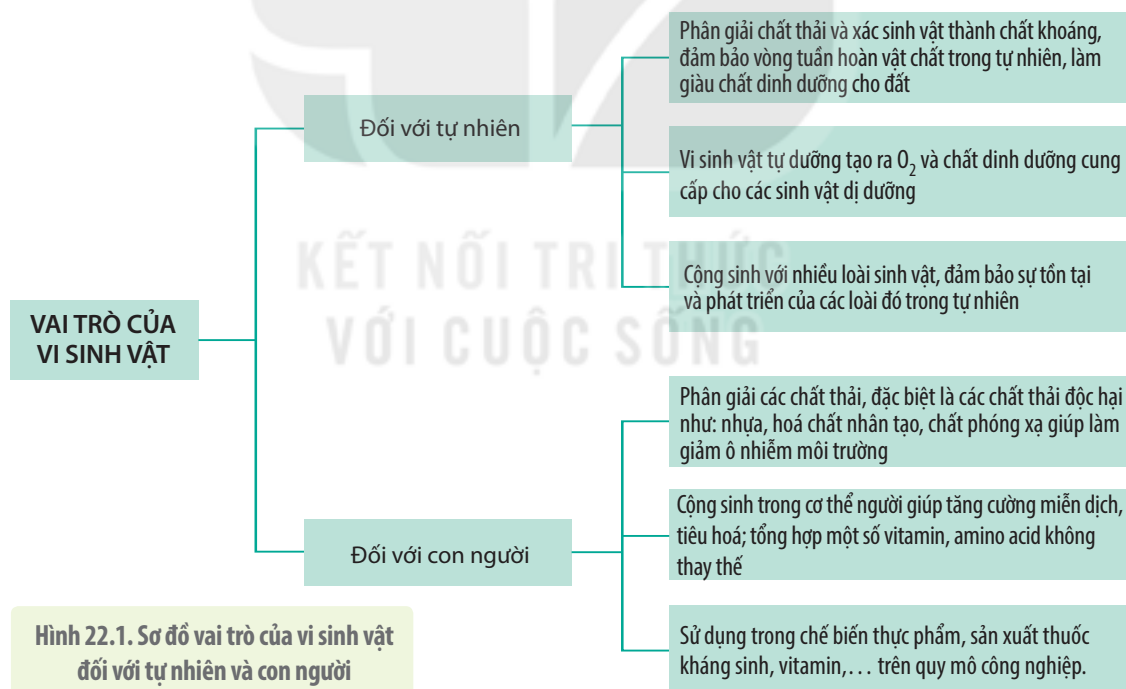 Phân giải chất thải và xác sinh vật thành chất khoáng,
đảm bảo vòng tuần hoàn vật chất trong tự nhiên, làm
giàu chất dinh dưỡng cho đất
Đối với tự nhiên
Vi sinh vật tự dưỡng tạo ra O₂ và chất dinh dưỡng cung
cấp cho các sinh vật dị dưỡng
Cộng sinh với nhiều loài sinh vật, đảm bảo sự tồn tại
và phát triển của các loài đó trong tự nhiên
KẾT NỐI TRI THỨC
VỚI CUỘC SỐNG
VAI TRÒ CỦA
VI SINH VẬT
Phân giải các chất thải, đặc biệt là các chất thải độc hại
như: nhựa, hoá chất nhân tạo, chất phóng xạ giúp làm
giảm ô nhiễm môi trường
Đối với con người
Cộng sinh trong cơ thể người giúp tăng cường miễn dịch,
tiêu hoá; tổng hợp một số vitamin, amino acid không
thay thế
Sử dụng trong chế biến thực phẩm, sản xuất thuốc
kháng sinh, vitamin,... trên quy mô công nghiệp.
Hình 22.1. Sơ đồ vai trò của vi sinh vật
đối với tự nhiên và con người